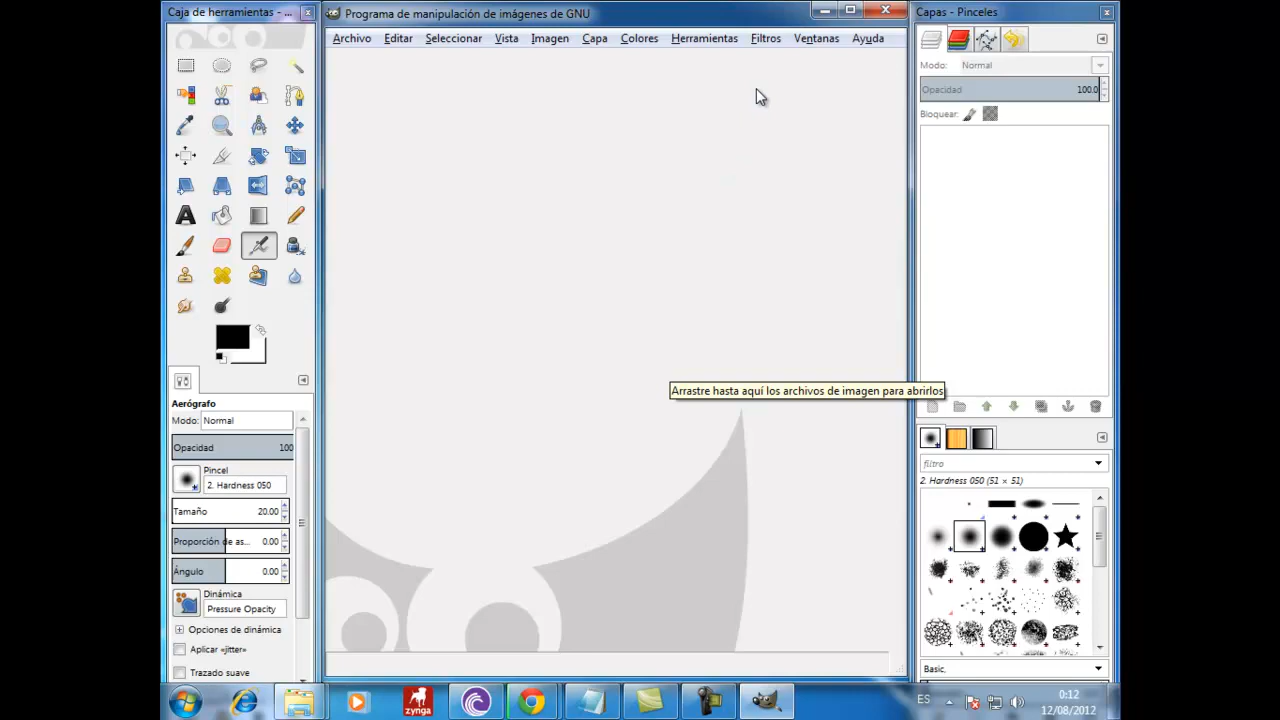 Caja de herramientas - ...
Programa de manipulación de imágenes de GNU
Capas - Pinceles
Archivo Editar Seleccionar Vista Imagen Capa Colores Herramientas Filtros Ventanas Ayuda
Modo: Normal
Opacidad 100.0
Bloquear:
Arrastre hasta aquí los archivos de imagen para abrirlos
Aerógrafo
Modo: Normal
Opacidad 100
Pincel
2. Hardness 050
Tamaño 20.00
Proporción de as... 0.00
Ángulo 0.00
Dinámica
Pressure Opacity
Opciones de dinámica
Aplicar «jitter»
Trazado suave
filtro
2. Hardness 050 (51 × 51)
Basic,
zynga
ES
0:12
12/08/2012